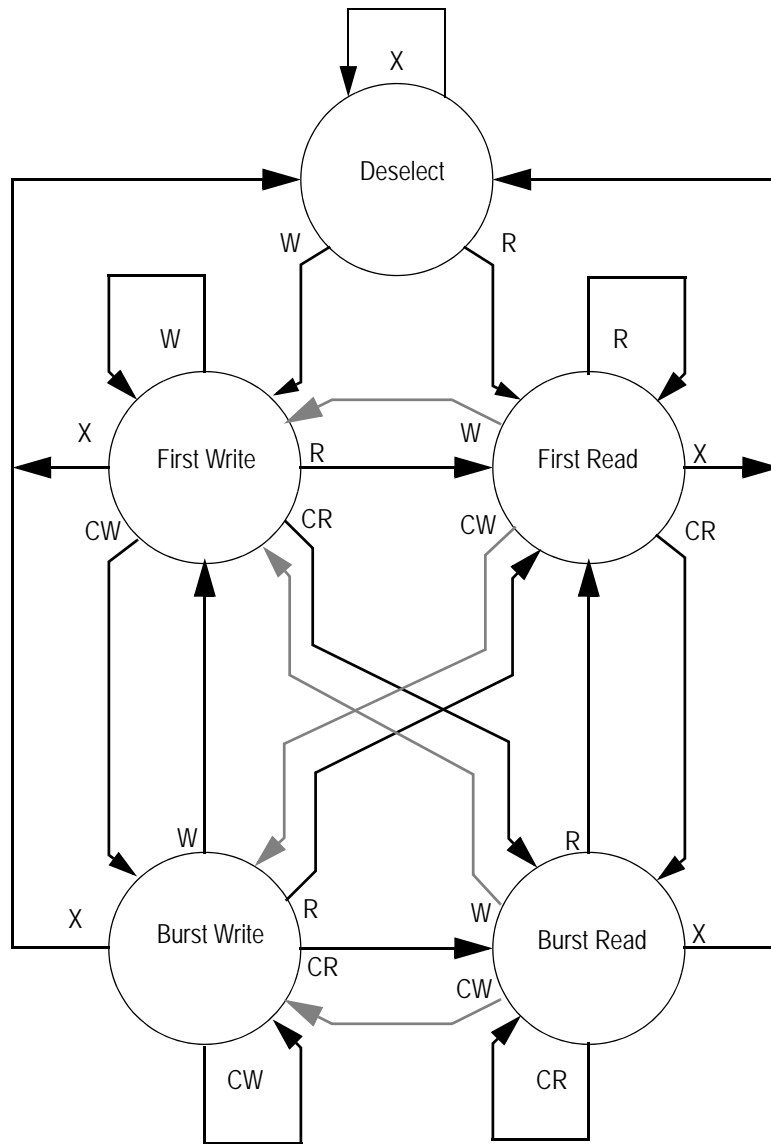 X
Deselect
W
R
W
R
X
W
First Write
R
First Read
X
CW
CR
CW
CR
W
R
X
R
W
Burst Write
Burst Read
X
CR
CW
CW
CR